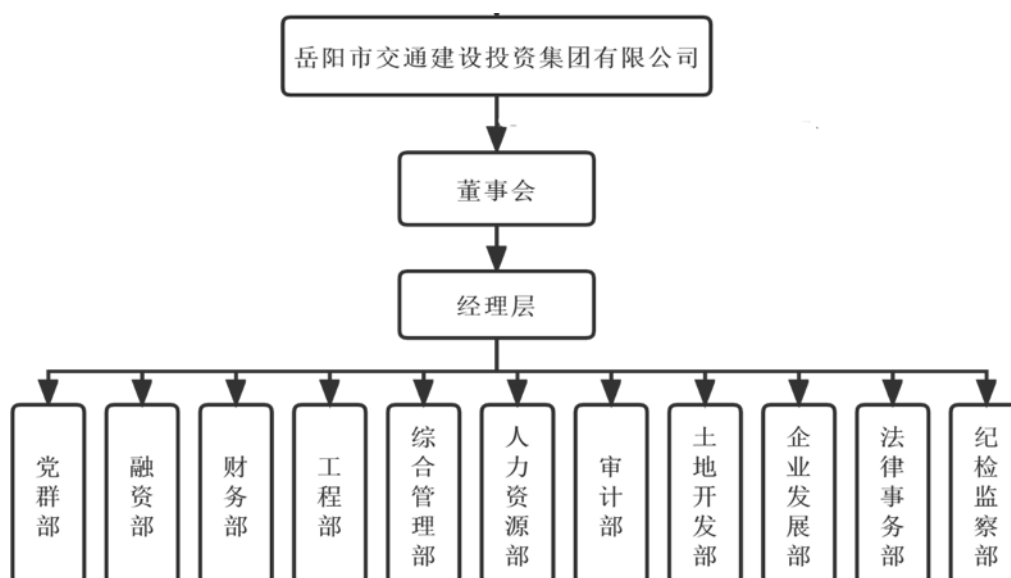 岳阳市交通建设投资集团有限公司
董事会
经理层
党群部
融资部
财务部
工程部
综合管理部
人力资源部
审计部
土地开发部
企业发展部
法律事务部
纪检监察部